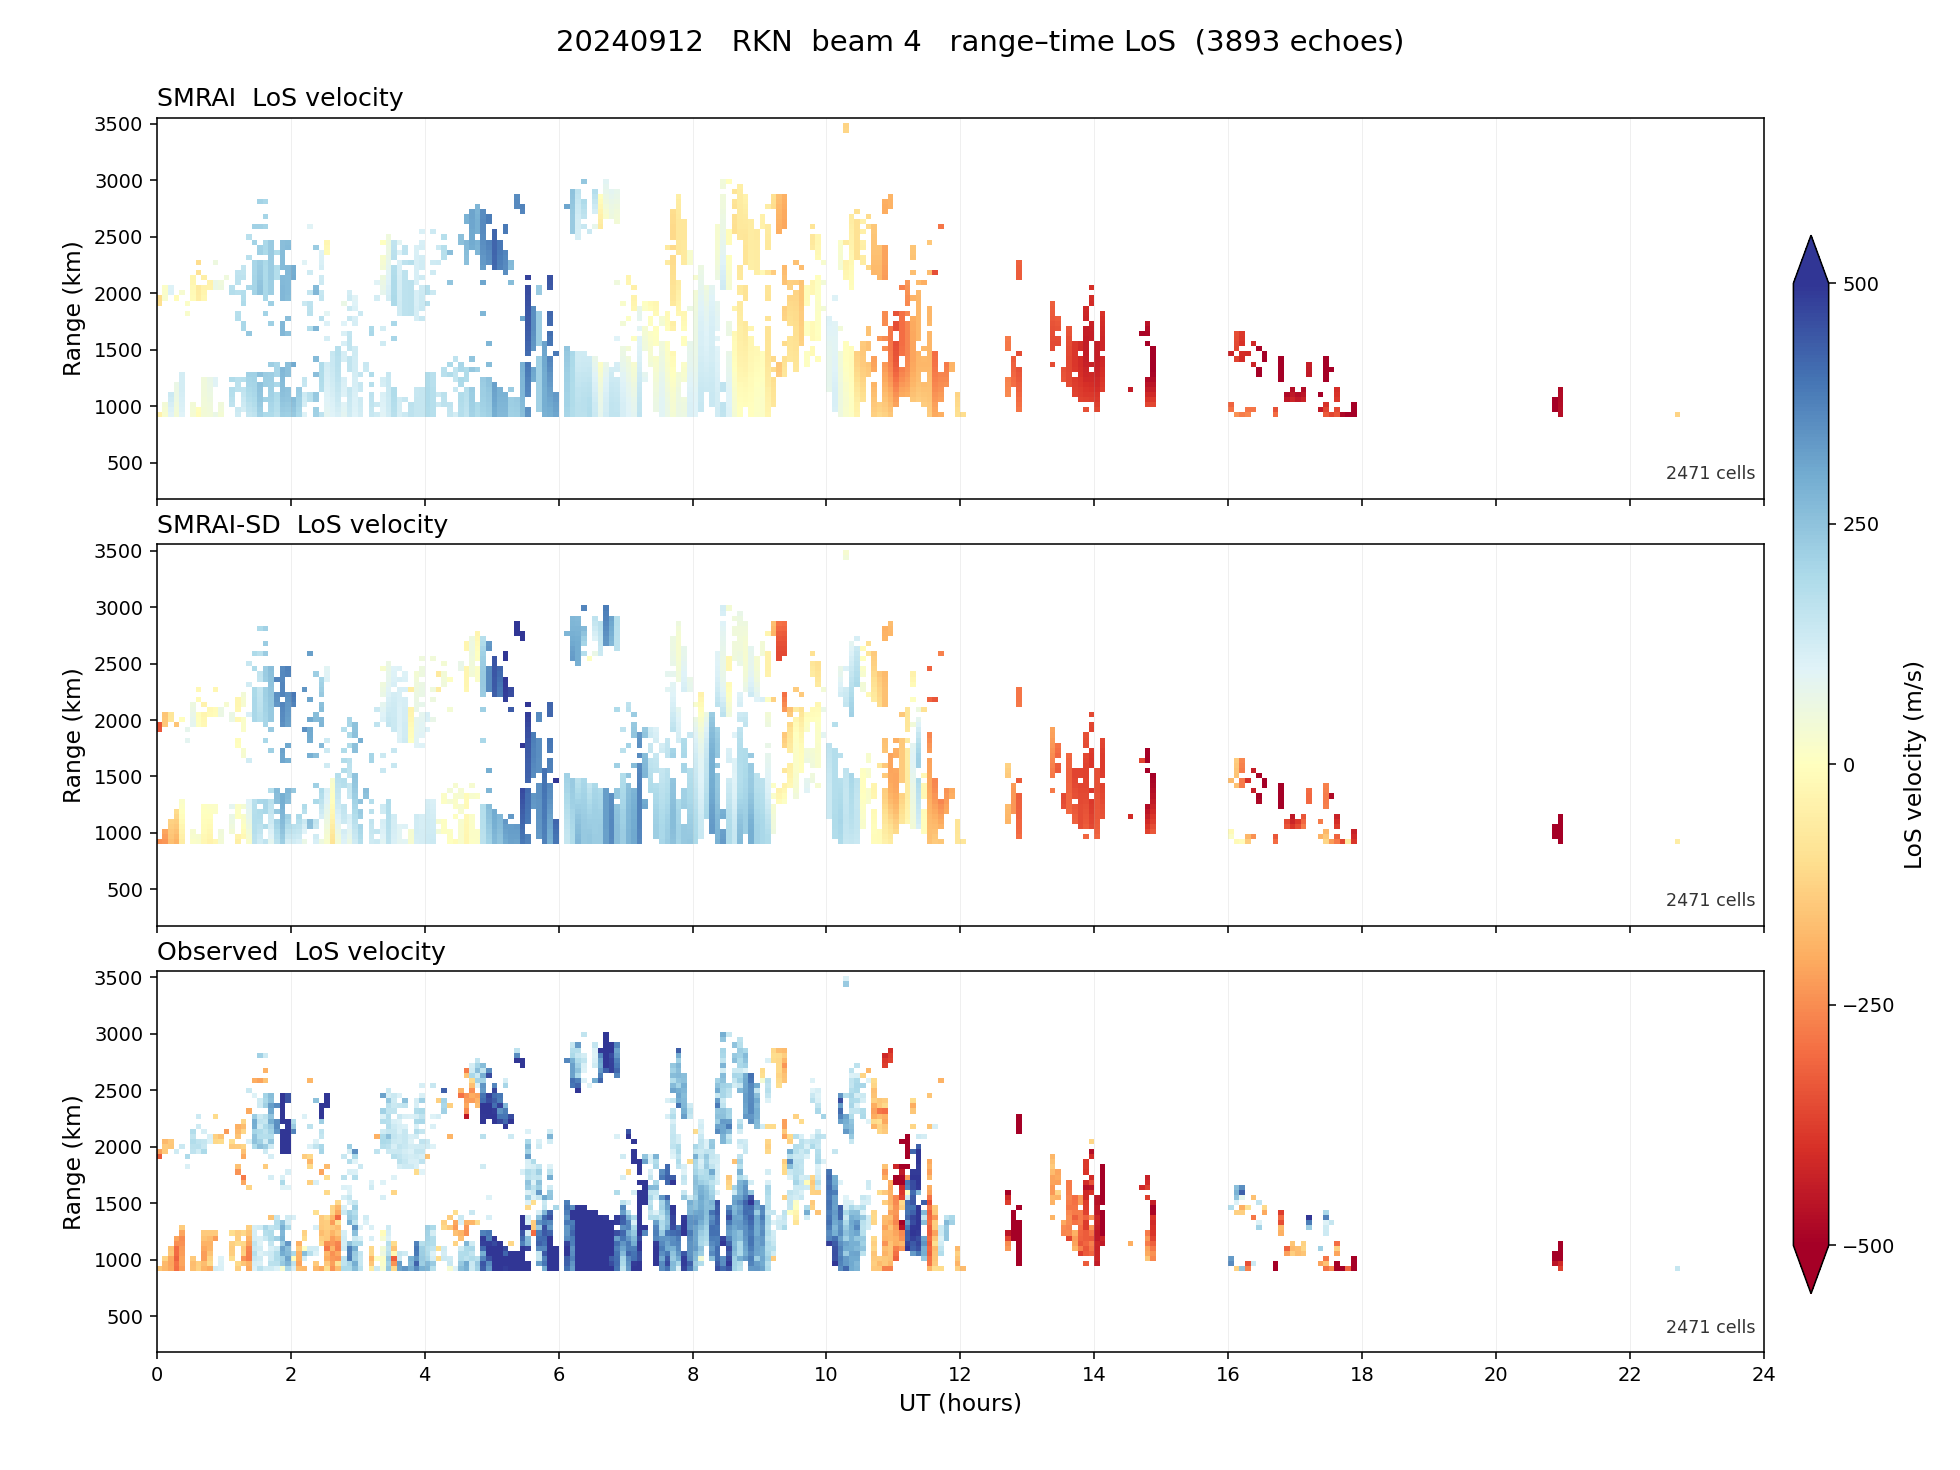 20240912   RKN  beam 4   range–time LoS  (3893 echoes)
SMRAI  LoS velocity
3500
3000
2500
2000
1500
1000
500
Range (km)
2471 cells
SMRAI-SD  LoS velocity
3500
3000
2500
2000
1500
1000
500
Range (km)
2471 cells
Observed  LoS velocity
3500
3000
2500
2000
1500
1000
500
Range (km)
2471 cells
0 2 4 6 8 10 12 14 16 18 20 22 24
UT (hours)
500
250
0
−250
−500
LoS velocity (m/s)